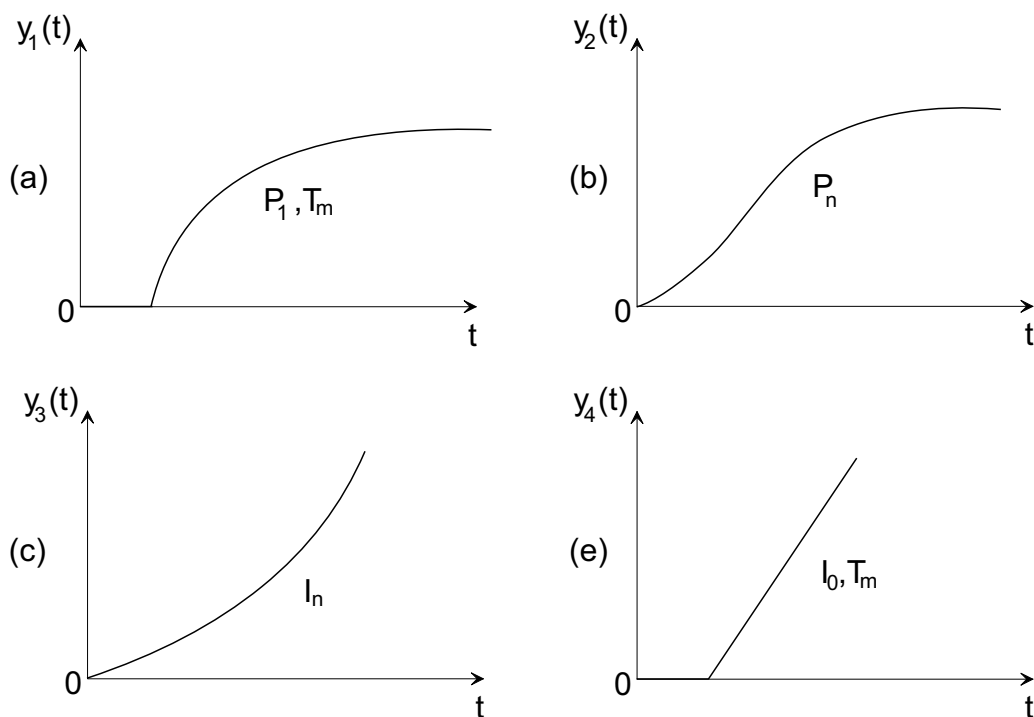 y₁(t)
(a)
P₁,Tₘ
0
t
y₂(t)
(b)
Pₙ
0
t
y₃(t)
(c)
Iₙ
0
t
y₄(t)
(e)
I₀,Tₘ
0
t